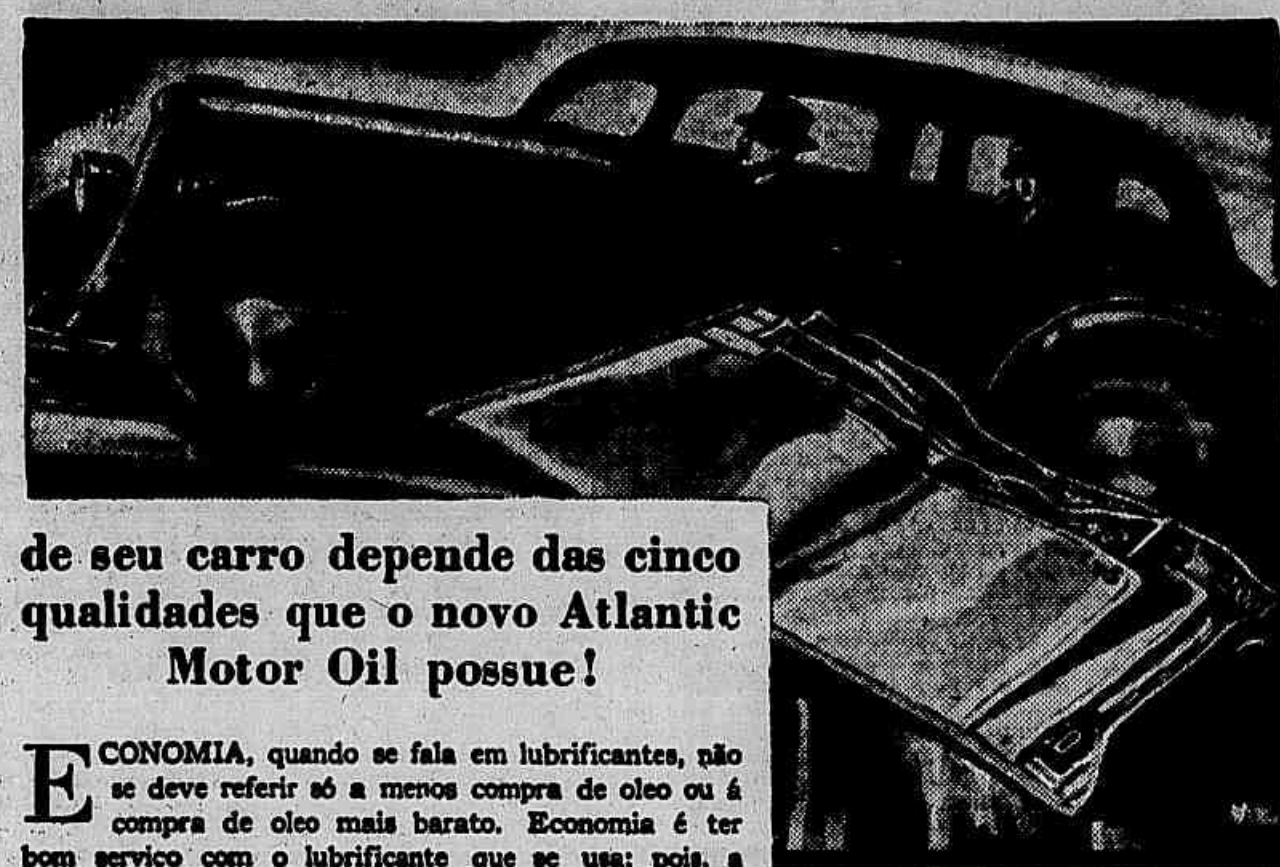 de seu carro depende das cinco
qualidades que o novo Atlantic
Motor Oil possue!
ECONOMIA, quando se fala em lubrificantes, não
se deve referir só a menos compra de oleo ou á
compra de oleo mais barato. Economia é ter
bom serviço com o lubrificante que se usa; pois, a